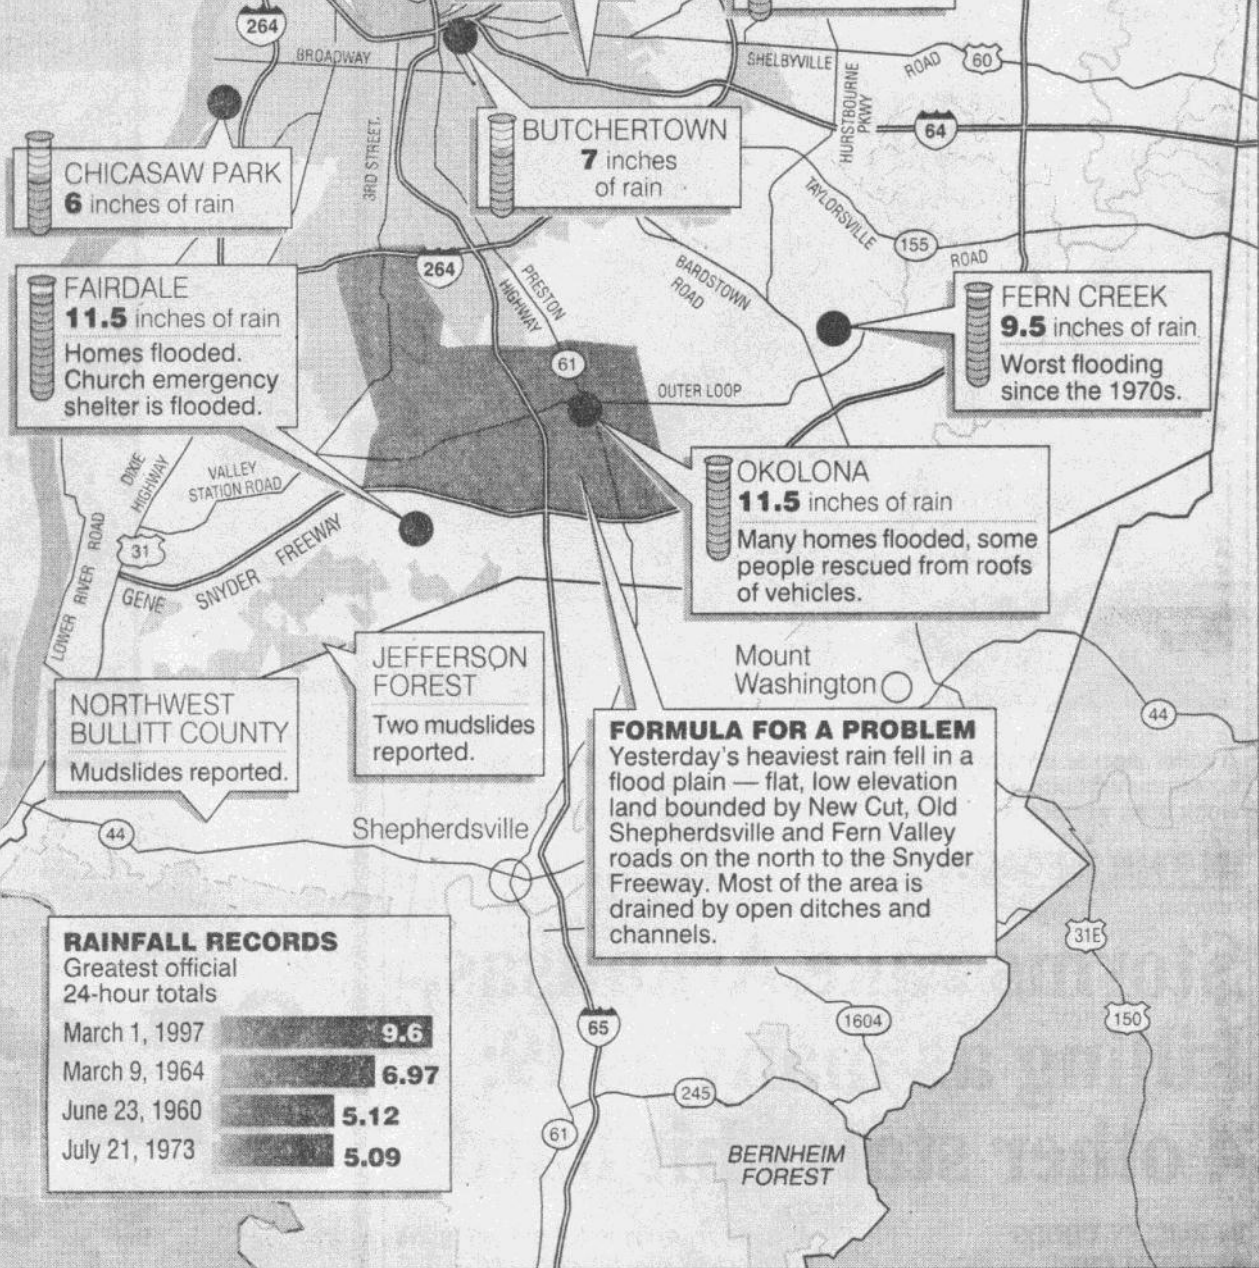 264
BROADWAY
SHELBYVILLE
ROAD
60
HURSTBOURNE
PKWY
64
3RD STREET.
CHICASAW PARK
6 inches of rain
BUTCHERTOWN
7 inches
of rain
TAYLORSVILLE
155
ROAD
264
PRESTON
HIGHWAY
BARDSTOWN
ROAD
FAIRDALE
11.5 inches of rain
Homes flooded.
Church emergency
shelter is flooded.
FERN CREEK
9.5 inches of rain
Worst flooding
since the 1970s.
61
OUTER LOOP
DIXIE
HIGHWAY
VALLEY
STATION ROAD
OKOLONA
11.5 inches of rain
Many homes flooded, some
people rescued from roofs
of vehicles.
31
GENE SNYDER FREEWAY
LOWER RIVER ROAD
JEFFERSON
FOREST
Two mudslides
reported.
Mount
Washington
NORTHWEST
BULLITT COUNTY
Mudslides reported.
44
FORMULA FOR A PROBLEM
Yesterday's heaviest rain fell in a
flood plain — flat, low elevation
land bounded by New Cut, Old
Shepherdsville and Fern Valley
roads on the north to the Snyder
Freeway. Most of the area is
drained by open ditches and
channels.
44
Shepherdsville
31E
RAINFALL RECORDS
Greatest official
24-hour totals
March 1, 1997 9.6
March 9, 1964 6.97
June 23, 1960 5.12
July 21, 1973 5.09
65
1604
150
245
61
BERNHEIM
FOREST